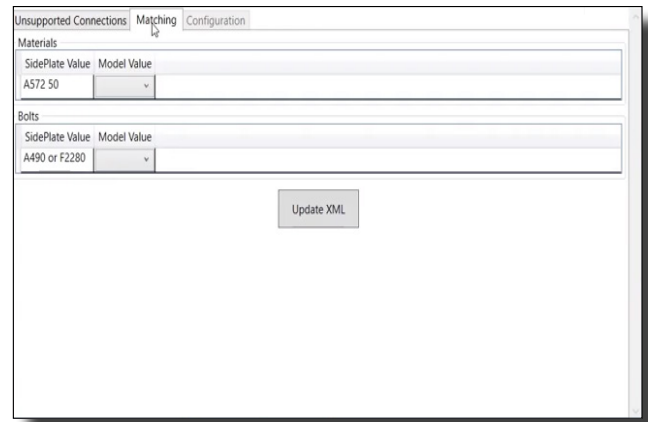 Unsupported Connections Matching Configuration
Materials
SidePlate Value Model Value
A572 50
Bolts
SidePlate Value Model Value
A490 or F2280
Update XML